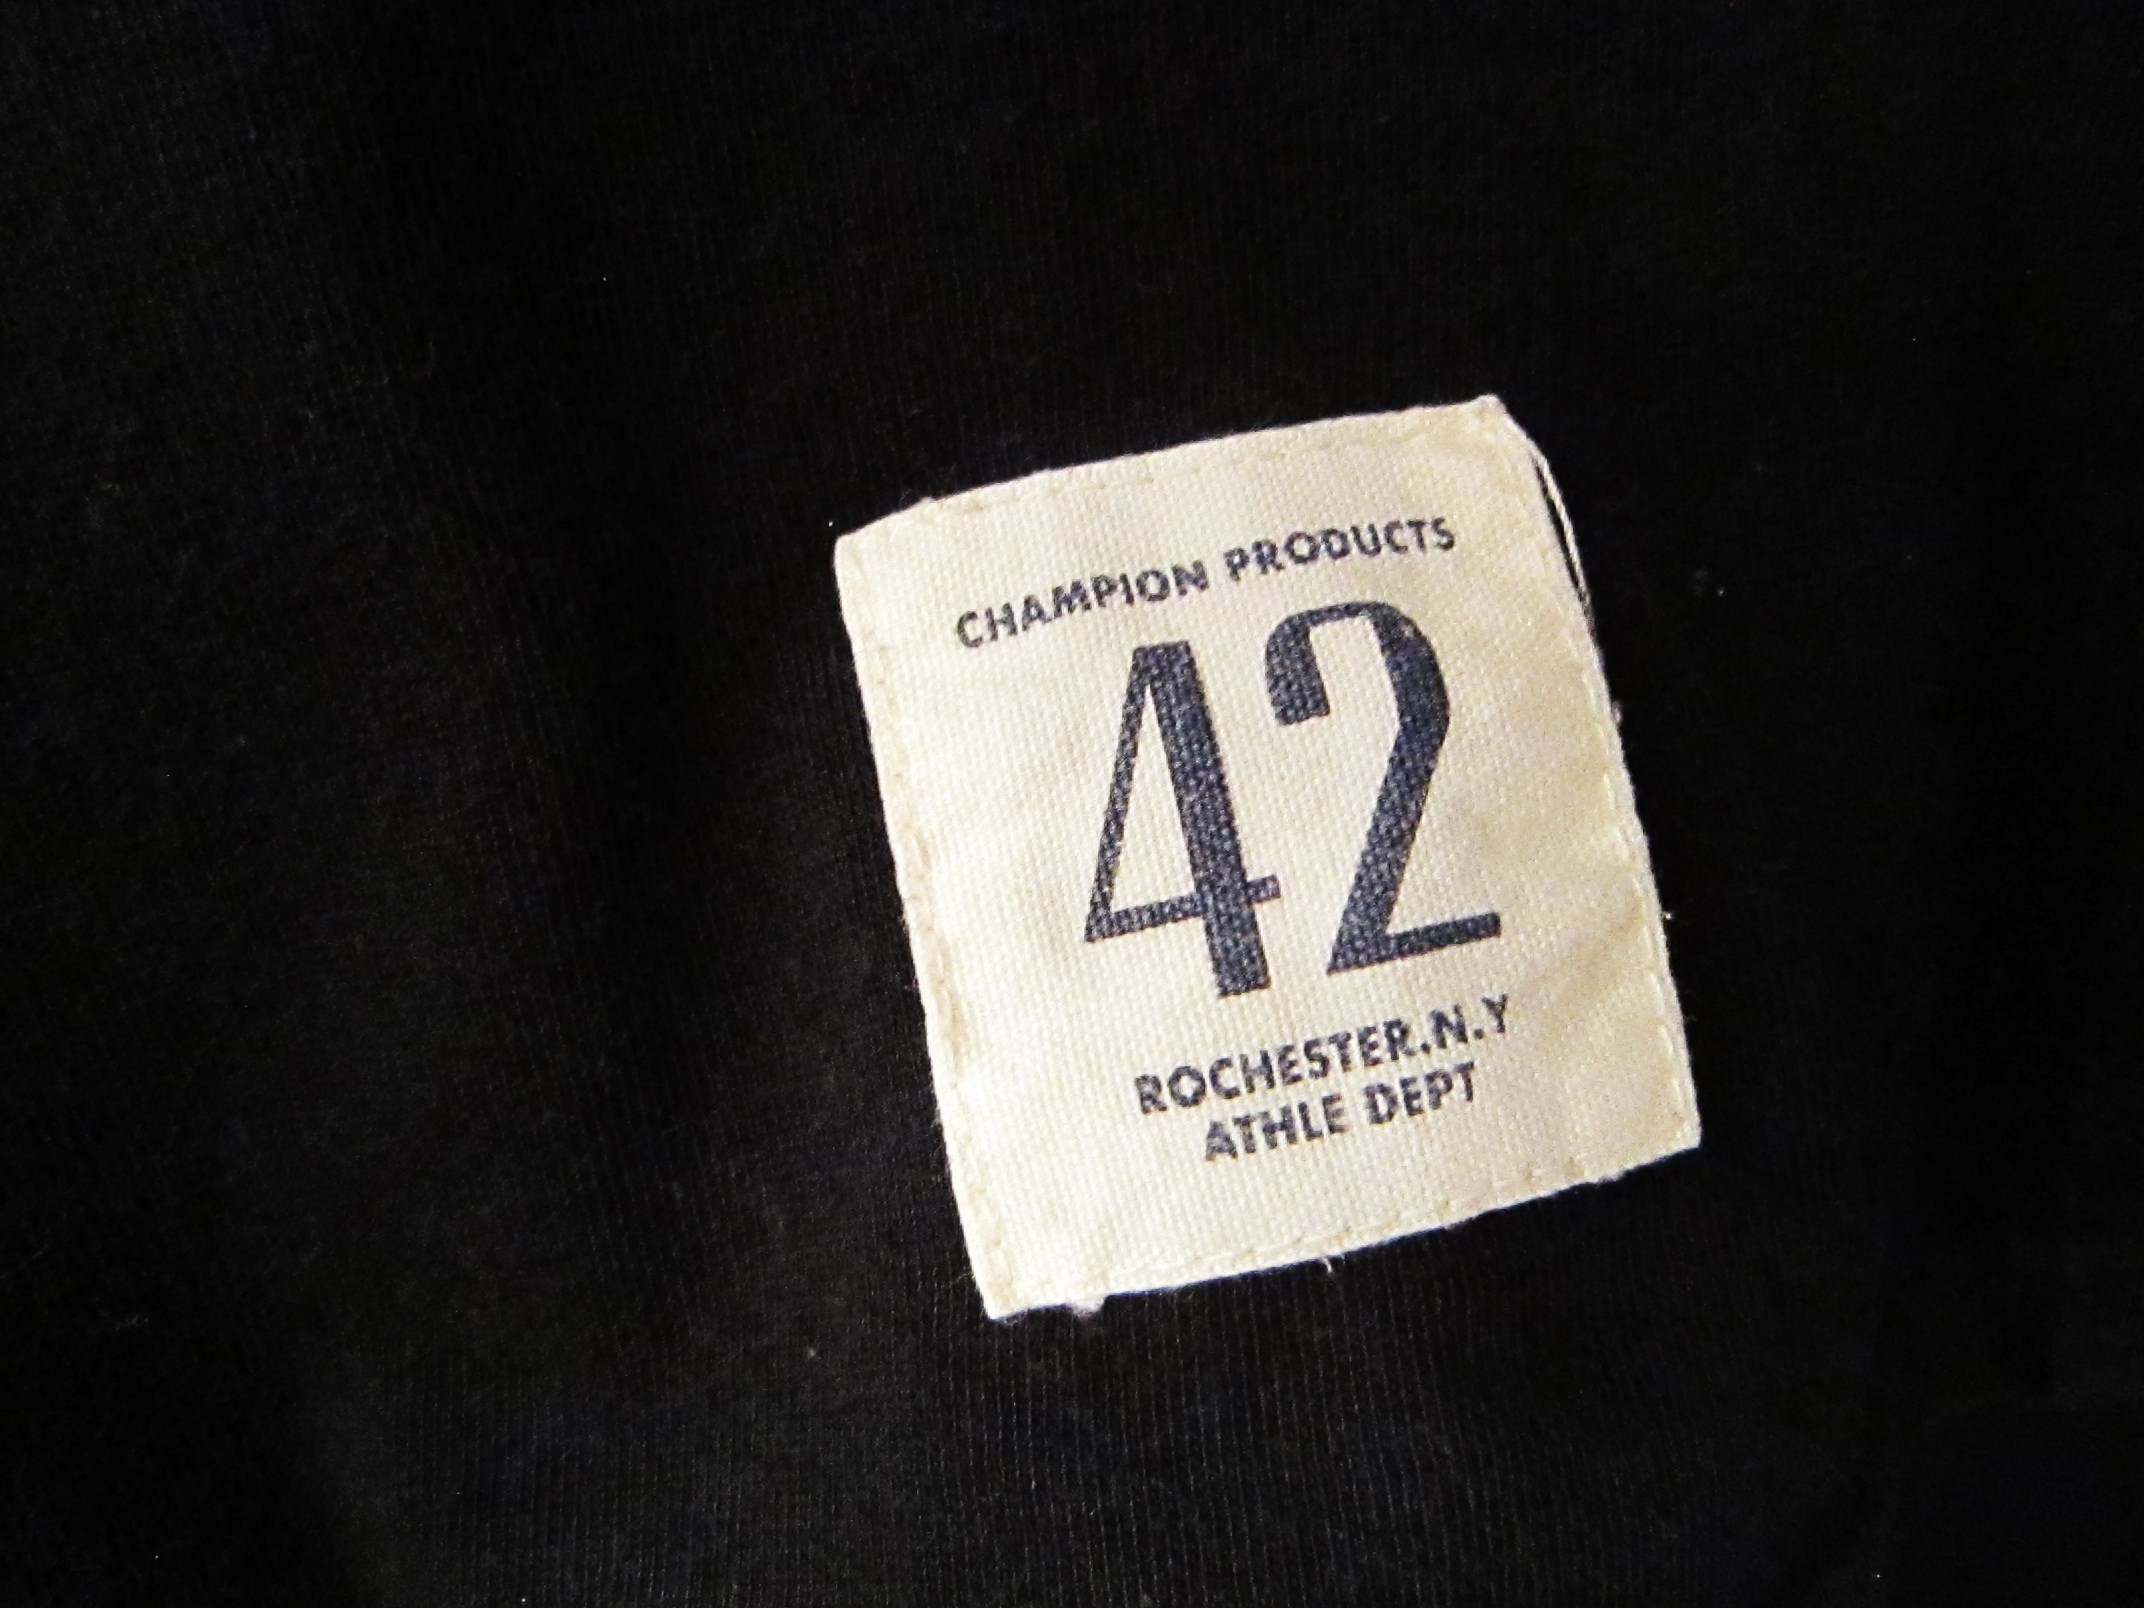 CHAMPION PRODUCTS
42
ROCHESTER.N.Y
ATHLE DEPT